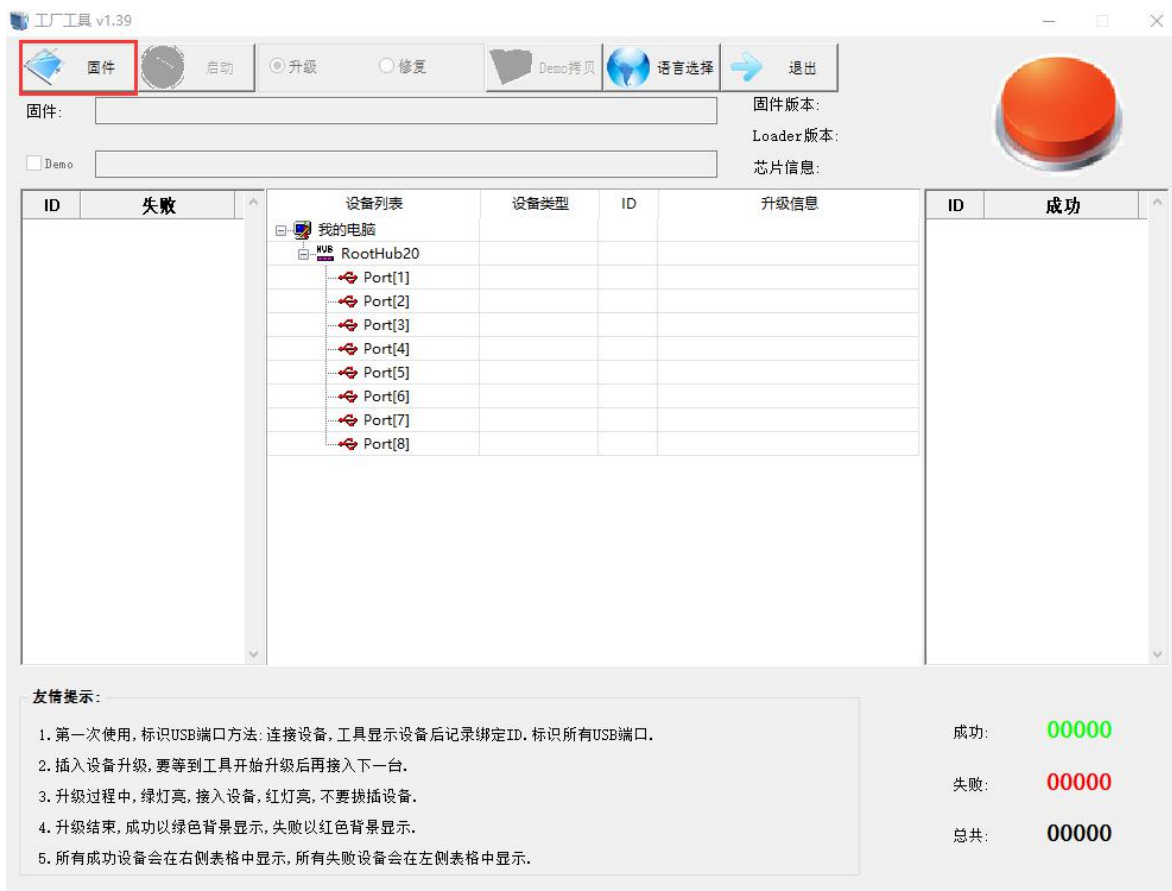 工厂工具 v1.39
固件 启动 升级 修复 Demo拷贝 语言选择 退出
固件: 固件版本:
Loader版本:
Demo 芯片信息:
ID 失败 设备列表 设备类型 ID 升级信息 ID 成功
我的电脑
HUB RootHub20
Port[1]
Port[2]
Port[3]
Port[4]
Port[5]
Port[6]
Port[7]
Port[8]
友情提示:
1.第一次使用,标识USB端口方法:连接设备,工具显示设备后记录绑定ID.标识所有USB端口.
2.插入设备升级,要等到工具开始升级后再接入下一台.
3.升级过程中,绿灯亮,接入设备,红灯亮,不要拔插设备.
4.升级结束,成功以绿色背景显示,失败以红色背景显示.
5.所有成功设备会在右侧表格中显示,所有失败设备会在左侧表格中显示.
成功: 00000
失败: 00000
总共: 00000